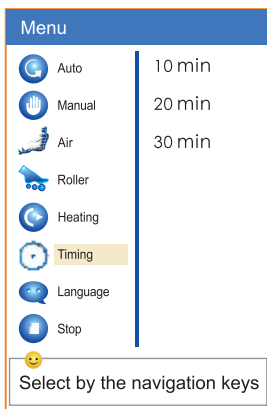 Menu
Auto
Manual
Air
Roller
Heating
Timing
Language
Stop
10 min
20 min
30 min
Select by the navigation keys